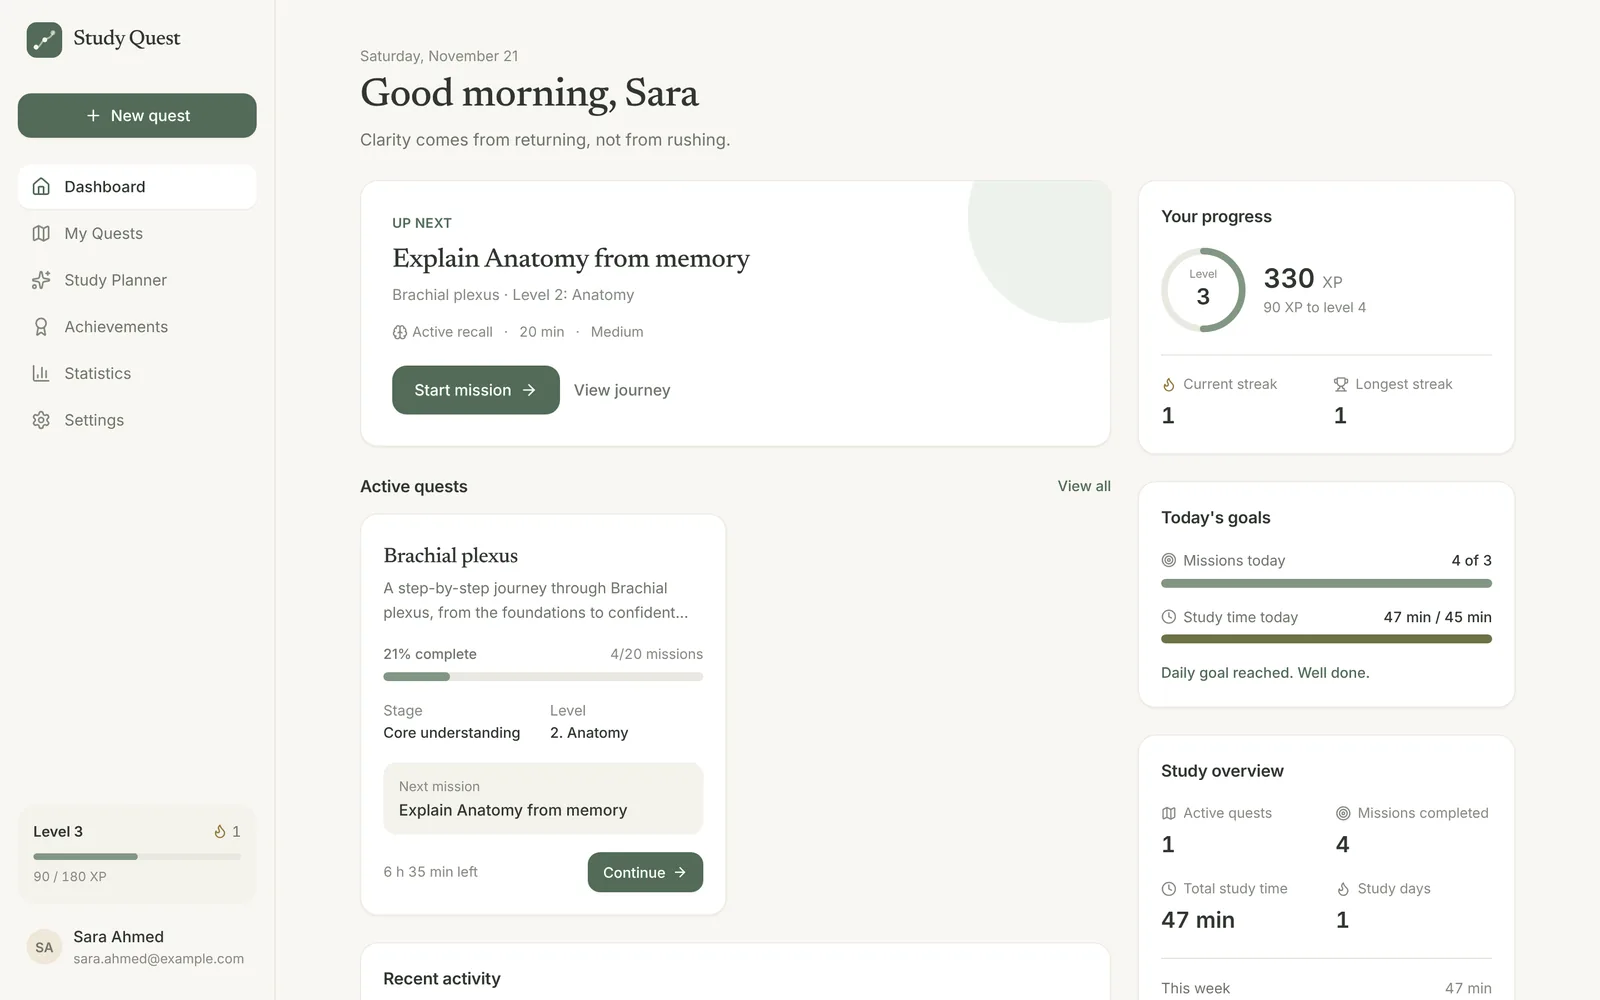 Study Quest
+ New quest
Dashboard
My Quests
Study Planner
Achievements
Statistics
Settings
Level 3
1
90 / 180 XP
SA
Sara Ahmed
sara.ahmed@example.com
Saturday, November 21
Good morning, Sara
Clarity comes from returning, not from rushing.
UP NEXT
Explain Anatomy from memory
Brachial plexus · Level 2: Anatomy
Active recall · 20 min · Medium
Start mission →
View journey
Active quests
View all
Brachial plexus
A step-by-step journey through Brachial
plexus, from the foundations to confident...
21% complete
4/20 missions
Stage
Core understanding
Level
2. Anatomy
Next mission
Explain Anatomy from memory
6 h 35 min left
Continue →
Recent activity
Your progress
Level
3
330 XP
90 XP to level 4
Current streak
1
Longest streak
1
Today's goals
Missions today
4 of 3
Study time today
47 min / 45 min
Daily goal reached. Well done.
Study overview
Active quests
1
Missions completed
4
Total study time
47 min
Study days
1
This week
47 min